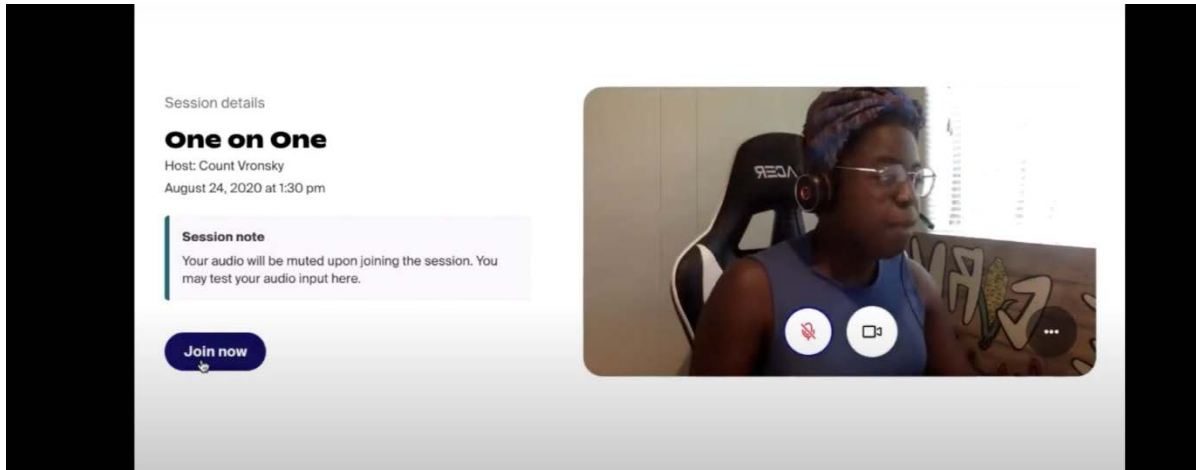 Session details
One on One
Host: Count Vronsky
August 24, 2020 at 1:30 pm
Session note
Your audio will be muted upon joining the session. You
may test your audio input here.
Join now